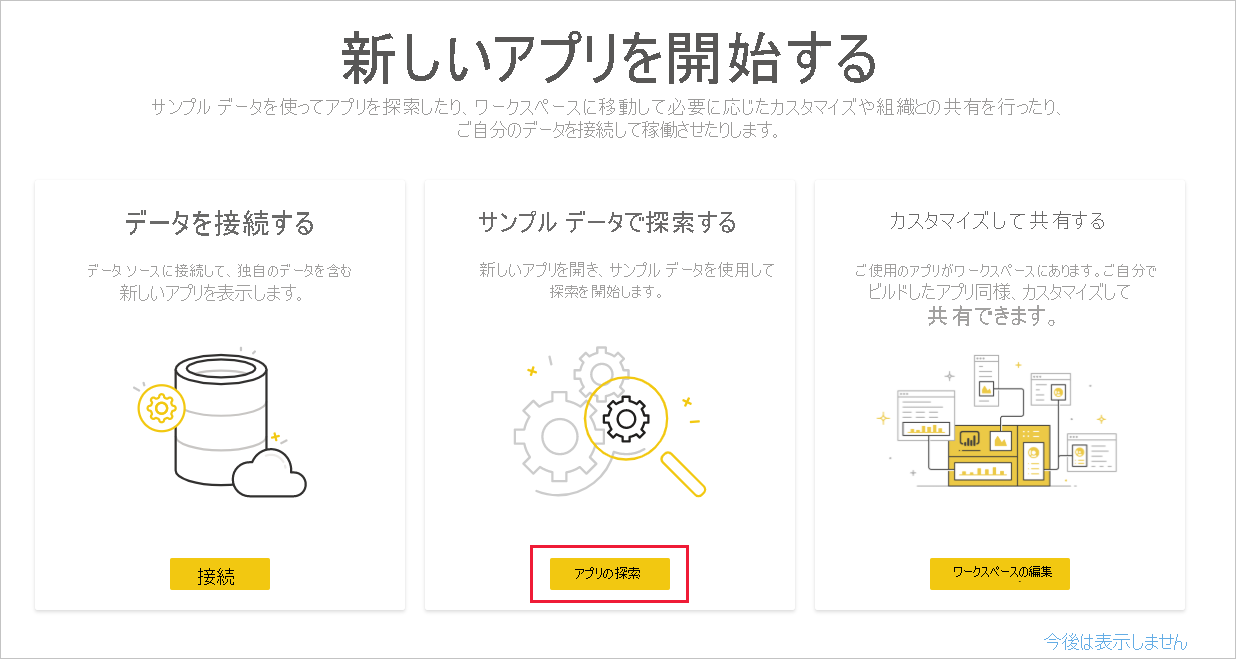 新しいアプリを開始する
サンプル データを使ってアプリを探索したり、ワークスペースに移動して必要に応じたカスタマイズや組織との共有を行ったり、
ご自分のデータを接続して稼働させたりします。
データを接続する
データ ソースに接続して、独自のデータを含む
新しいアプリを表示します。
接続
サンプル データで探索する
新しいアプリを開き、サンプル データを使用して
探索を開始します。
アプリの探索
カスタマイズして共有する
ご使用のアプリがワークスペースにあります。ご自分で
ビルドしたアプリ同様、カスタマイズして
共有できます。
ワークスペースの編集
今後は表示しません